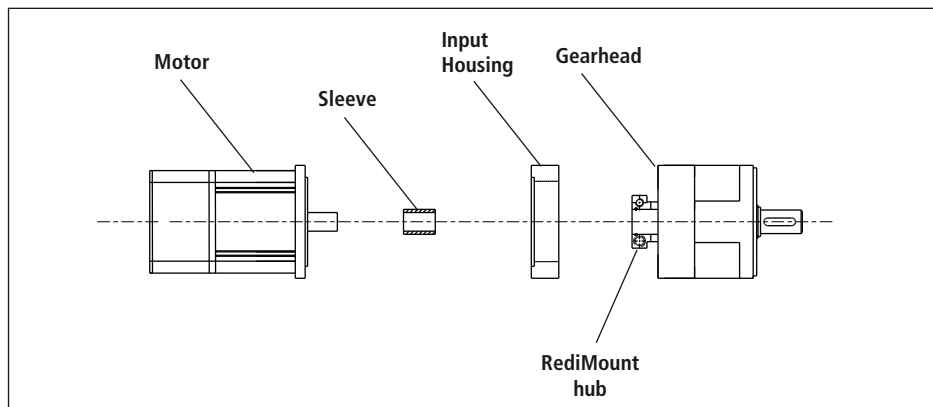 Motor
Sleeve
Input
Housing
Gearhead
RediMount
hub